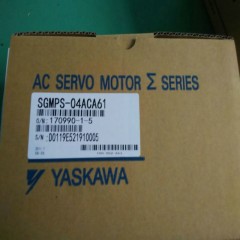 AC SERVO MOTOR Σ SERIES
SGMPS-04ACA61
O/N: 170990-1-5
S/N: D0119E521910005
YASKAWA